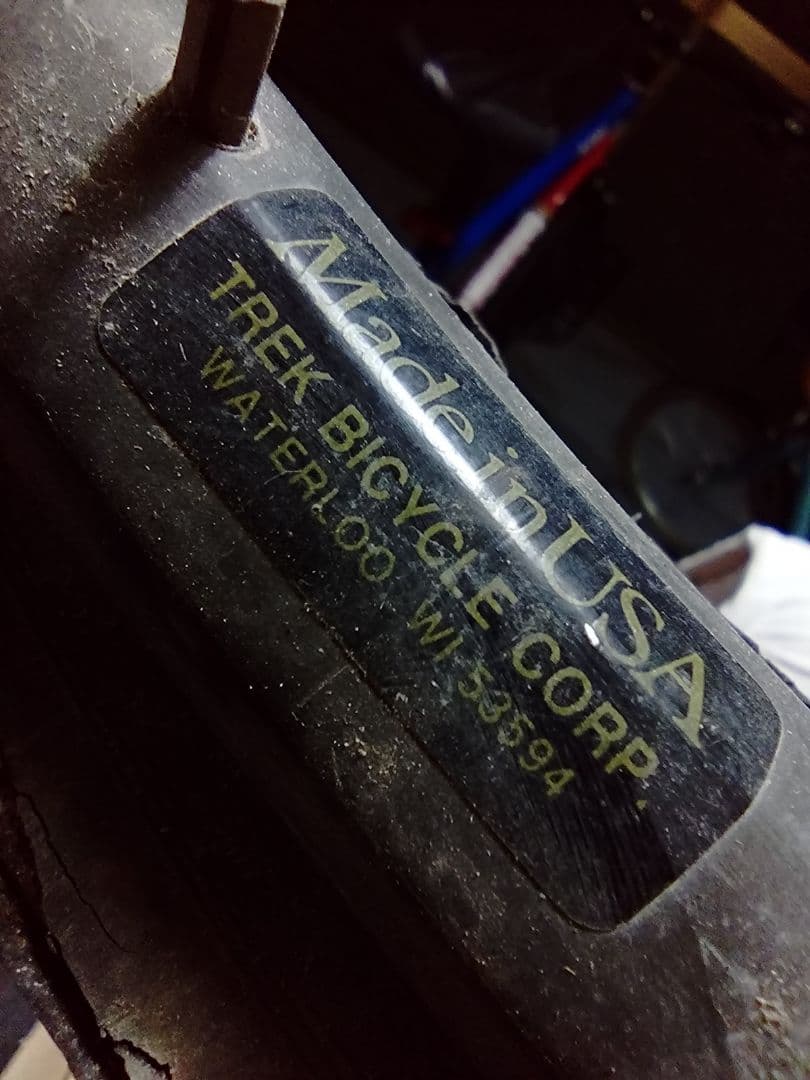 Made in USA
TREK BICYCLE CORP.
WATERLOO, WI 53594